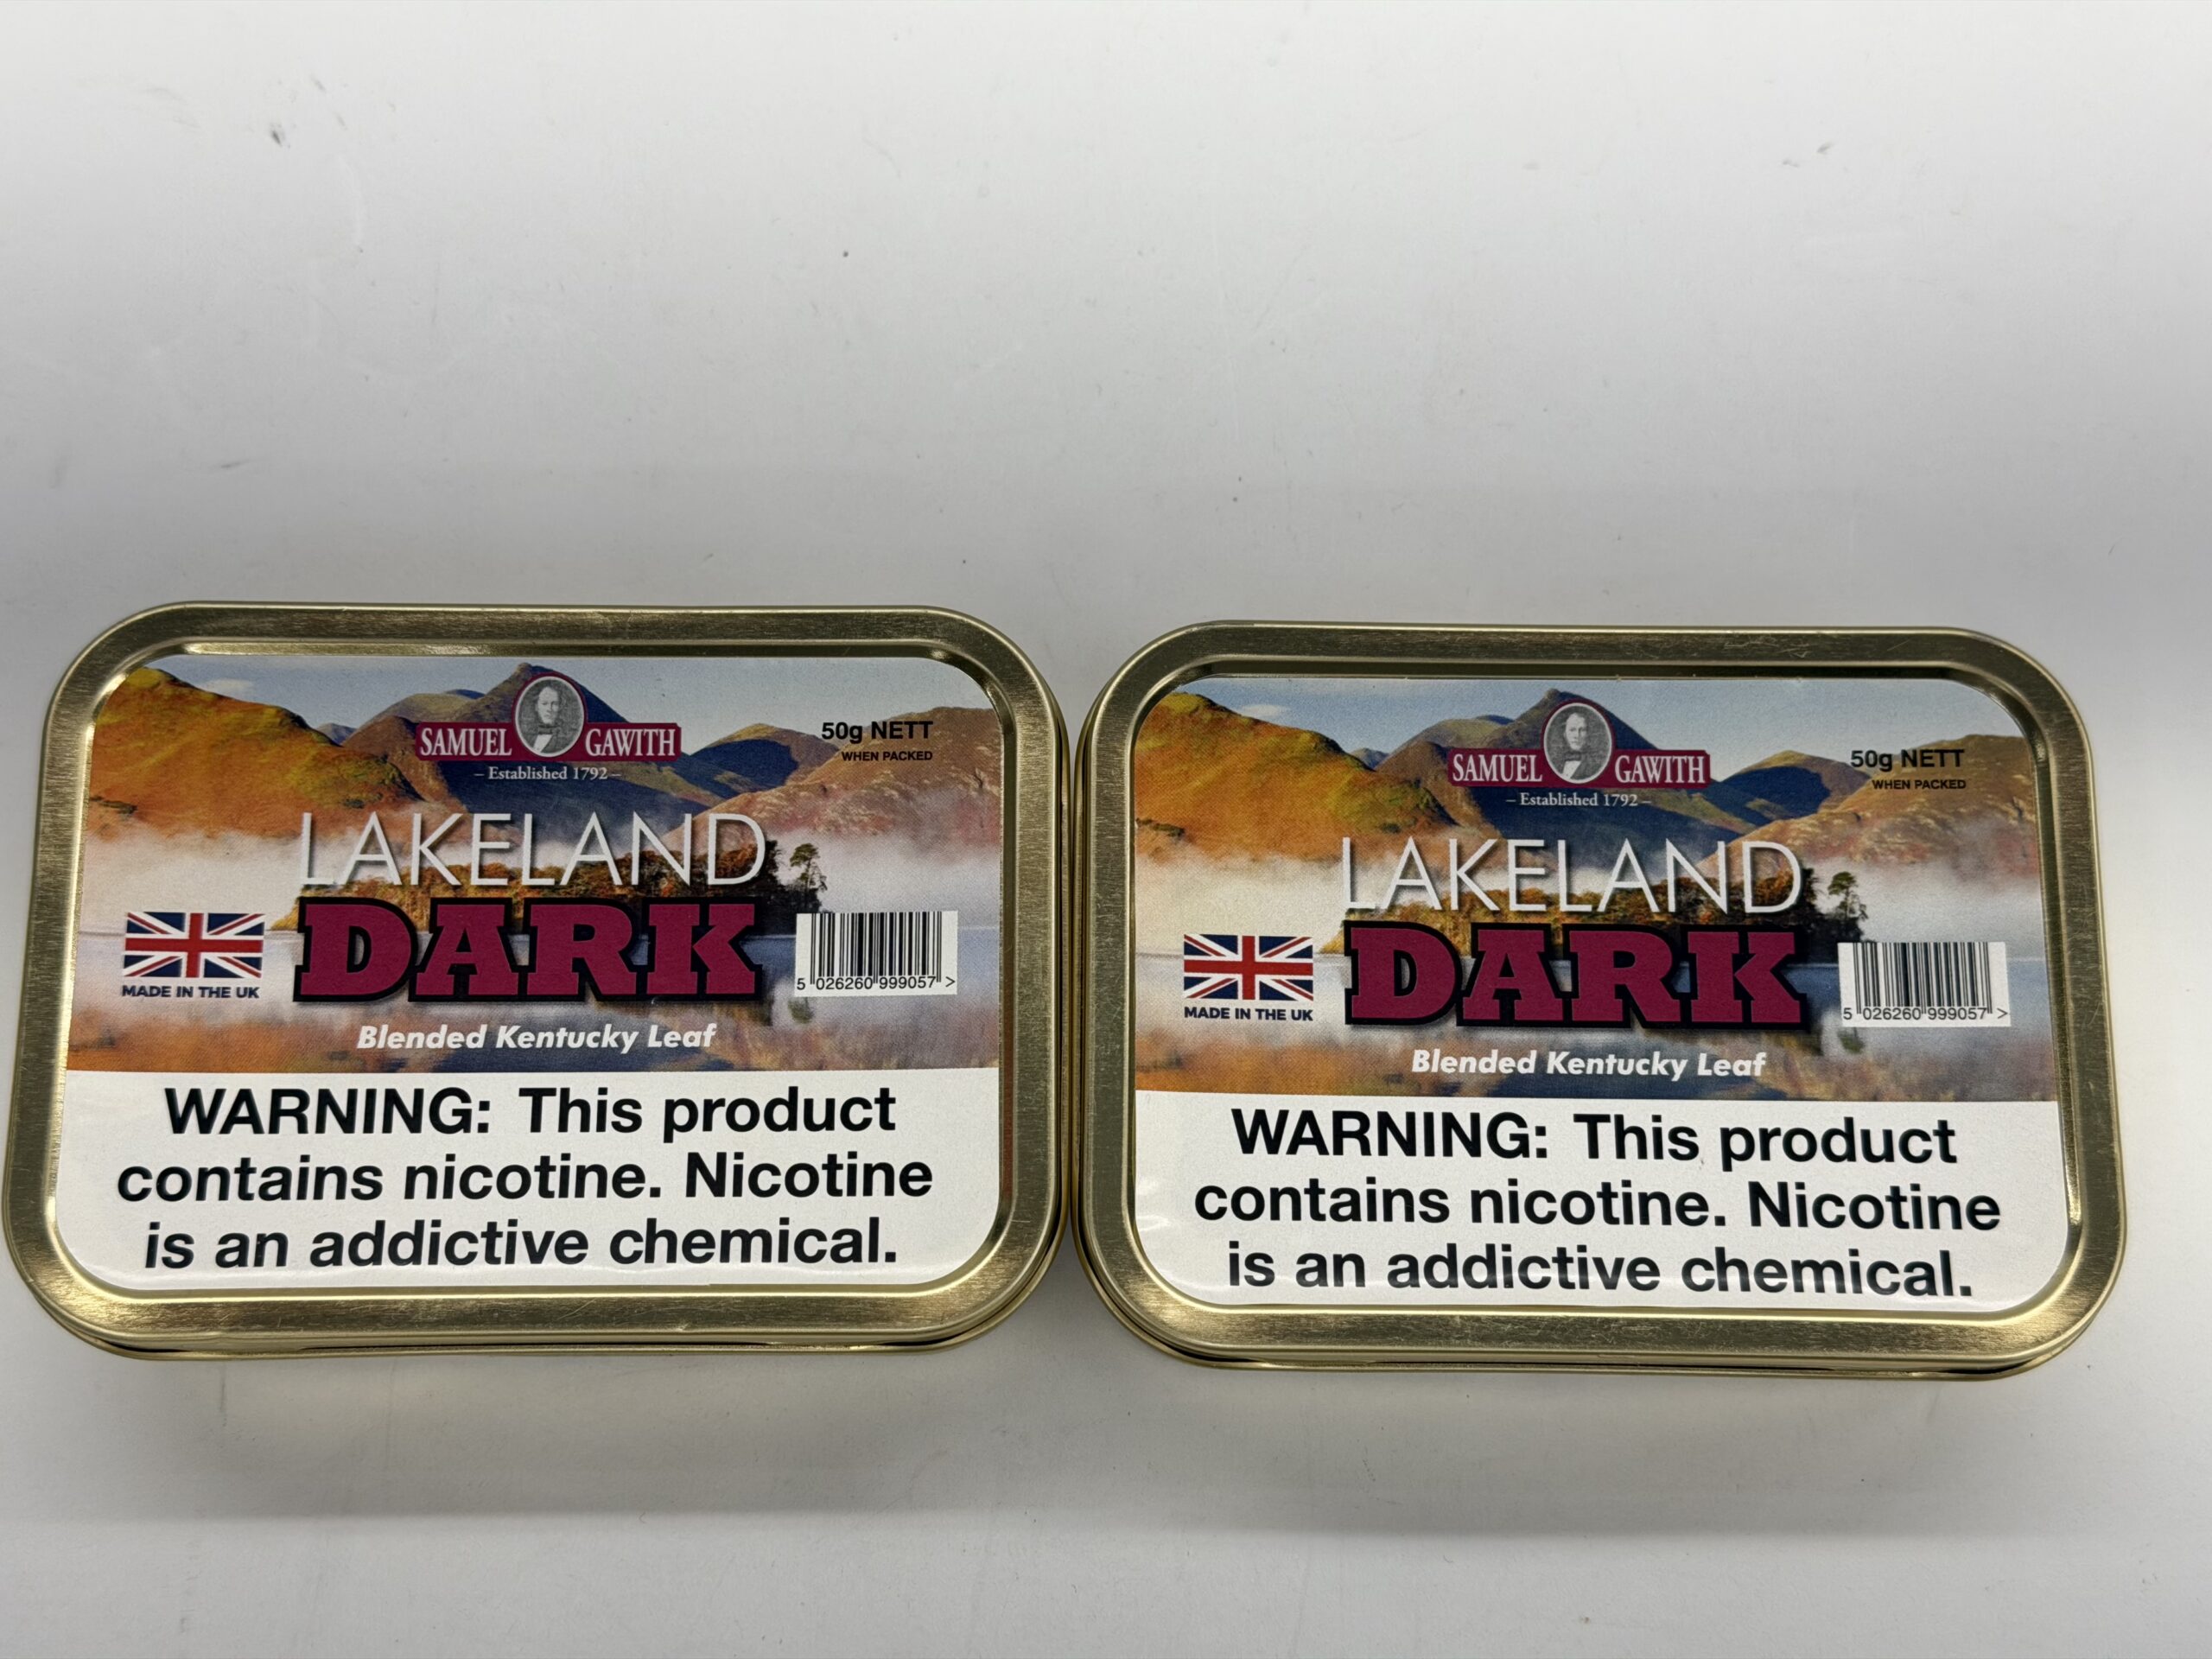 SAMUEL GAWITH
– Established 1792 –
50g NETT
WHEN PACKED
LAKELAND
DARK
MADE IN THE UK
5 026260 999057 >
Blended Kentucky Leaf
WARNING: This product
contains nicotine. Nicotine
is an addictive chemical.
SAMUEL GAWITH
– Established 1792 –
50g NETT
WHEN PACKED
LAKELAND
DARK
MADE IN THE UK
5 026260 999057 >
Blended Kentucky Leaf
WARNING: This product
contains nicotine. Nicotine
is an addictive chemical.